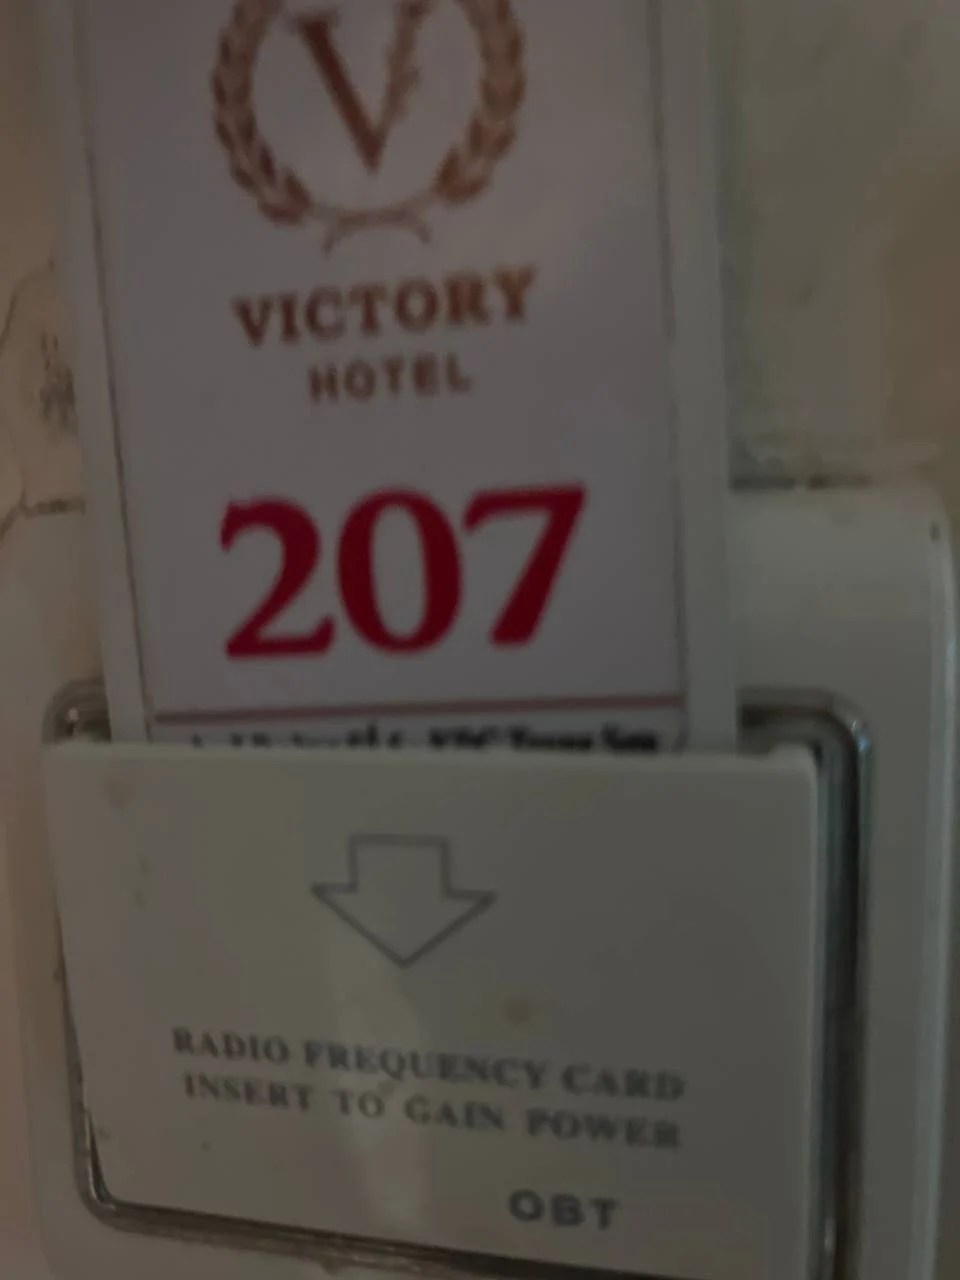 V
VICTORY
HOTEL
207
RADIO FREQUENCY CARD
INSERT TO GAIN POWER
OBT